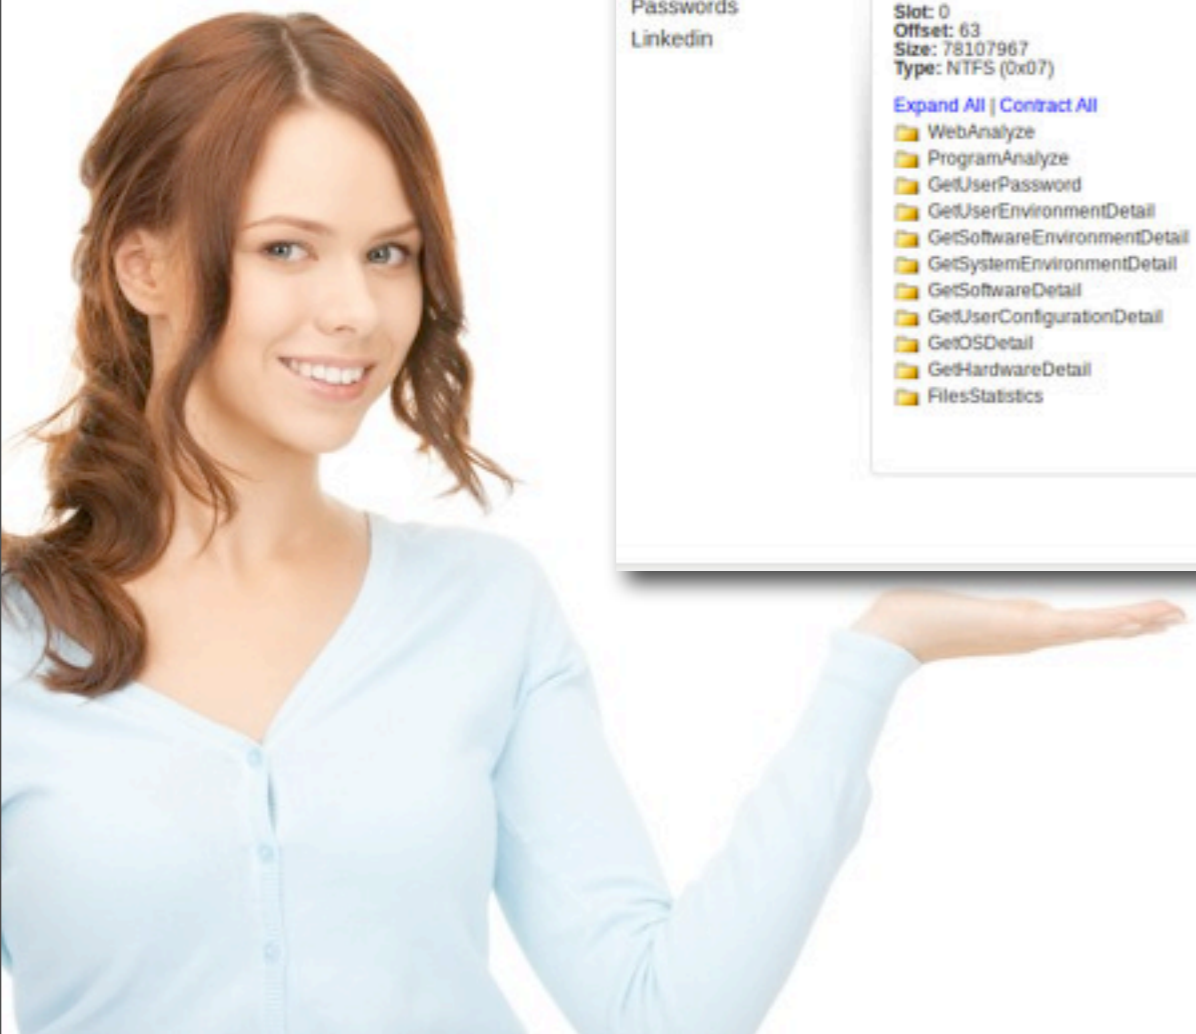 Passwords
Linkedin
Slot: 0
Offset: 63
Size: 78107967
Type: NTFS (0x07)
Expand All | Contract All
WebAnalyze
ProgramAnalyze
GetUserPassword
GetUserEnvironmentDetail
GetSoftwareEnvironmentDetail
GetSystemEnvironmentDetail
GetSoftwareDetail
GetUserConfigurationDetail
GetOSDetail
GetHardwareDetail
FilesStatistics